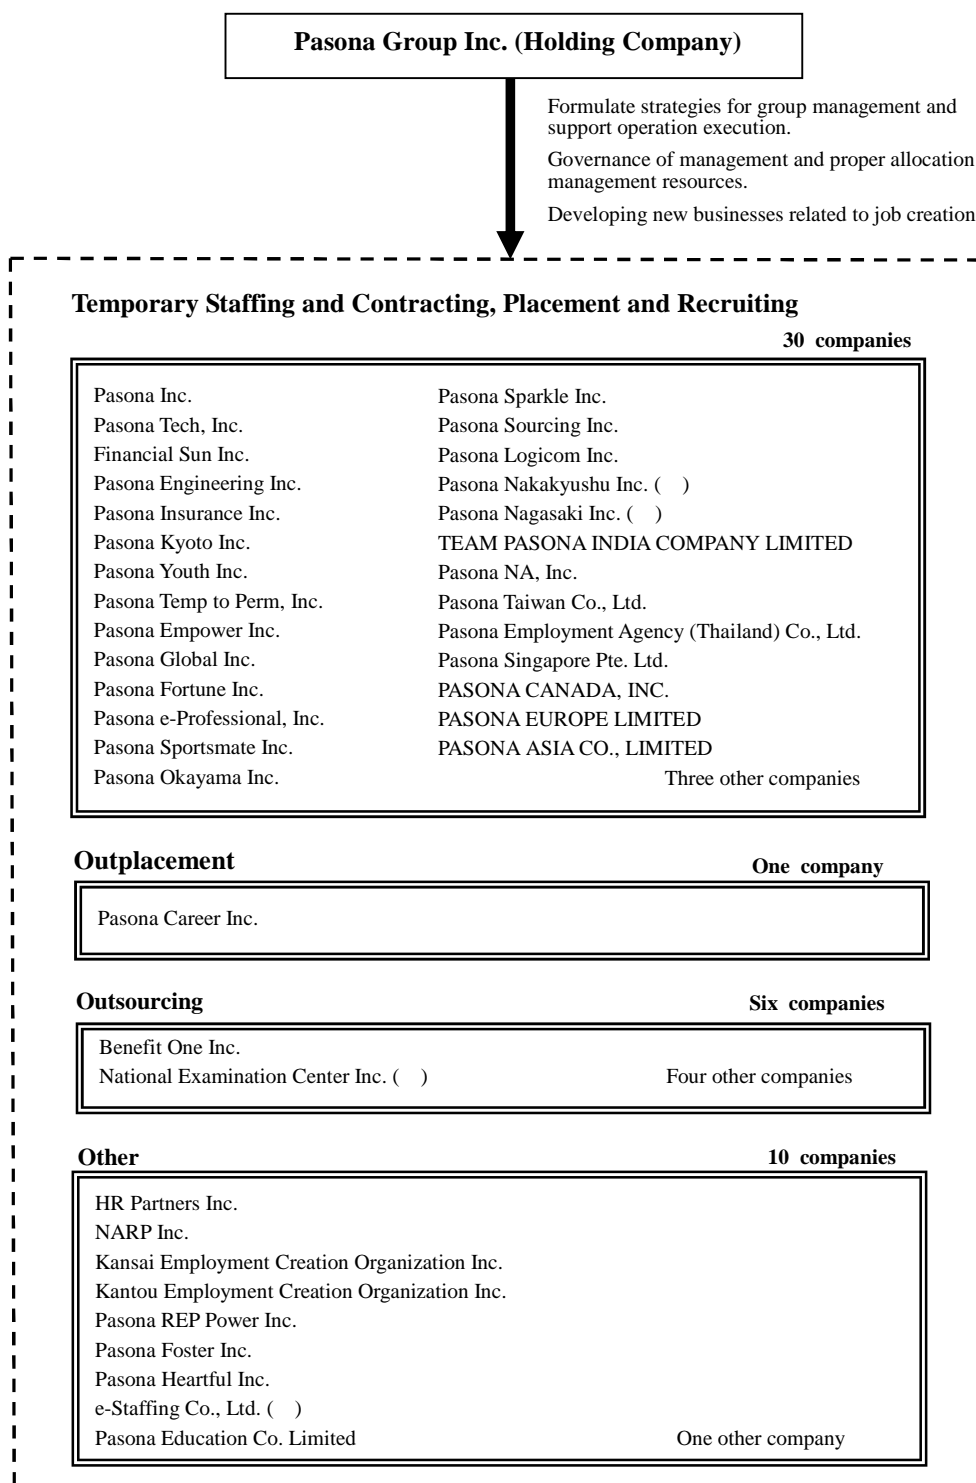 Pasona Group Inc. (Holding Company)
Formulate strategies for group management and
support operation execution.
Governance of management and proper allocation
management resources.
Developing new businesses related to job creation
Temporary Staffing and Contracting, Placement and Recruiting
30 companies
Pasona Inc.
Pasona Tech, Inc.
Financial Sun Inc.
Pasona Engineering Inc.
Pasona Insurance Inc.
Pasona Kyoto Inc.
Pasona Youth Inc.
Pasona Temp to Perm, Inc.
Pasona Empower Inc.
Pasona Global Inc.
Pasona Fortune Inc.
Pasona e-Professional, Inc.
Pasona Sportsmate Inc.
Pasona Okayama Inc.
Pasona Sparkle Inc.
Pasona Sourcing Inc.
Pasona Logicom Inc.
Pasona Nakakyushu Inc. ( )
Pasona Nagasaki Inc. ( )
TEAM PASONA INDIA COMPANY LIMITED
Pasona NA, Inc.
Pasona Taiwan Co., Ltd.
Pasona Employment Agency (Thailand) Co., Ltd.
Pasona Singapore Pte. Ltd.
PASONA CANADA, INC.
PASONA EUROPE LIMITED
PASONA ASIA CO., LIMITED
Three other companies
Outplacement
One company
Pasona Career Inc.
Outsourcing
Six companies
Benefit One Inc.
National Examination Center Inc. ( )
Four other companies
Other
10 companies
HR Partners Inc.
NARP Inc.
Kansai Employment Creation Organization Inc.
Kantou Employment Creation Organization Inc.
Pasona REP Power Inc.
Pasona Foster Inc.
Pasona Heartful Inc.
e-Staffing Co., Ltd. ( )
Pasona Education Co. Limited
One other company